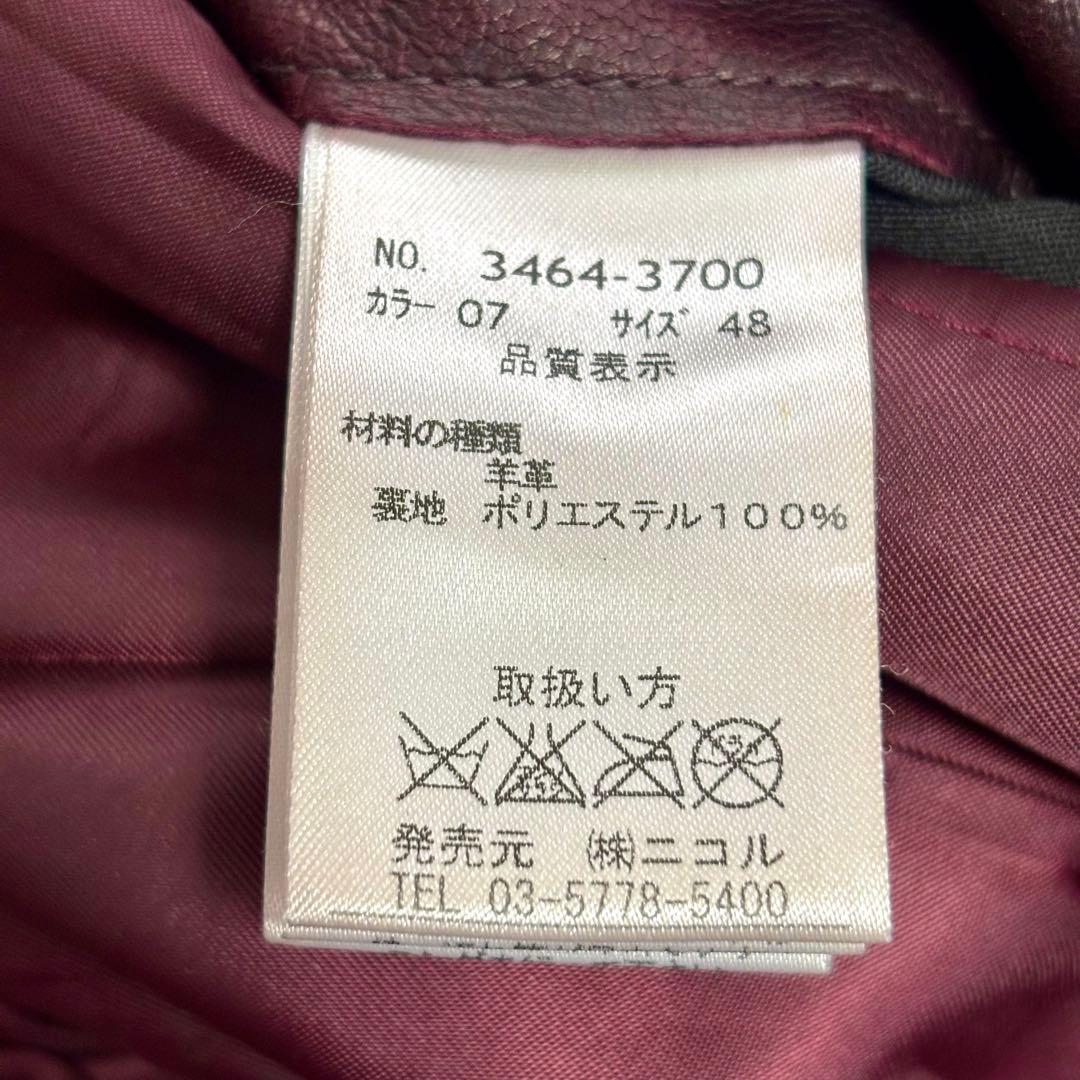 NO. 3464-3700
カラー 07 サイズ 48
品質表示
材料の種類
羊革
裏地 ポリエステル100%
取扱い方
発売元 (株)ニコル
TEL 03-5778-5400